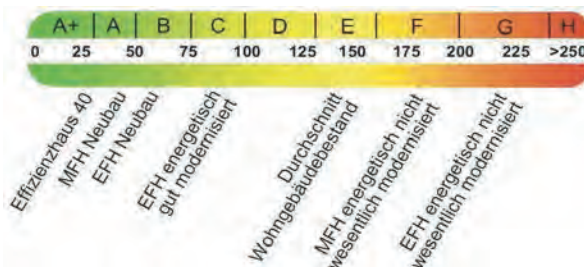 A+ A B C D E F G H
0 25 50 75 100 125 150 175 200 225 >250
Effizienzhaus 40
MFH Neubau
EFH Neubau
EFH energetisch
gut modernisiert
Durchschnitt
Wohngebäudebestand
MFH energetisch nicht
wesentlich modernisiert
EFH energetisch nicht
wesentlich modernisiert